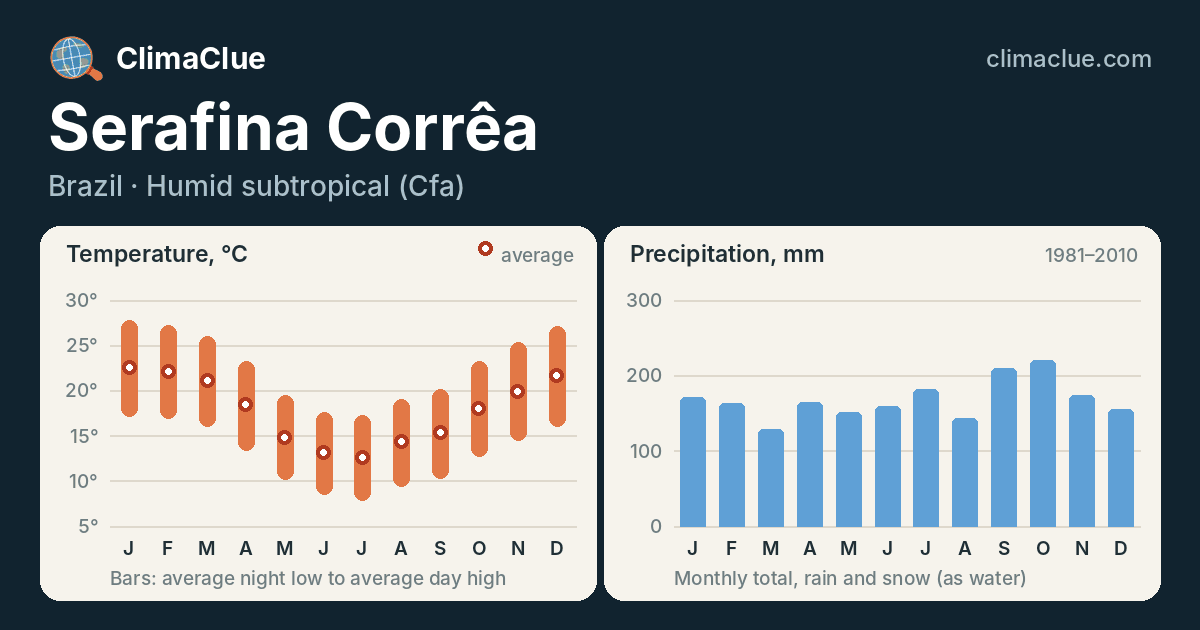 ClimaClue
climaclue.com
Serafina Corrêa
Brazil · Humid subtropical (Cfa)
Temperature, °C
average
30°
25°
20°
15°
10°
5°
J F M A M J J A S O N D
Bars: average night low to average day high
Precipitation, mm
1981–2010
300
200
100
0
J F M A M J J A S O N D
Monthly total, rain and snow (as water)